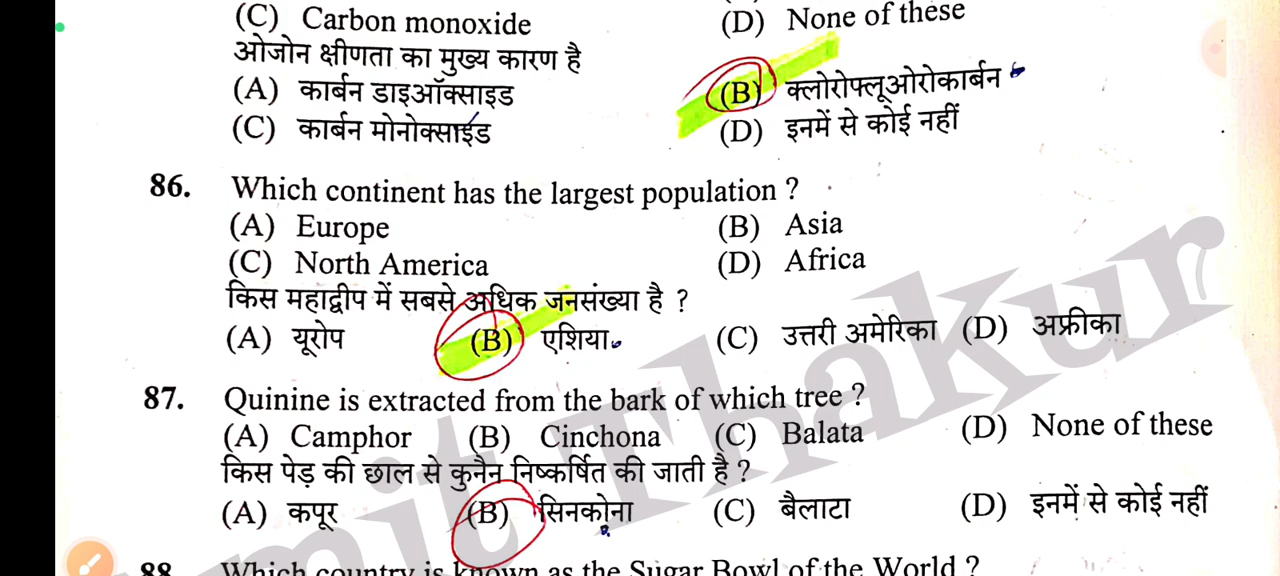 (C) Carbon monoxide (D) None of these
ओजोन क्षीणता का मुख्य कारण है
(A) कार्बन डाइऑक्साइड (B) क्लोरोफ्लूओरोकार्बन
(C) कार्बन मोनोक्साईड (D) इनमें से कोई नहीं
86. Which continent has the largest population ?
(A) Europe (B) Asia
(C) North America (D) Africa
किस महाद्वीप में सबसे अधिक जनसंख्या है ?
(A) यूरोप (B) एशिया (C) उत्तरी अमेरिका (D) अफ्रीका
87. Quinine is extracted from the bark of which tree ?
(A) Camphor (B) Cinchona (C) Balata (D) None of these
किस पेड़ की छाल से कुनैन निष्कर्षित की जाती है ?
(A) कपूर (B) सिनकोना (C) बैलाटा (D) इनमें से कोई नहीं
88. Which country is known as the Sugar Bowl of the World ?
Thakur